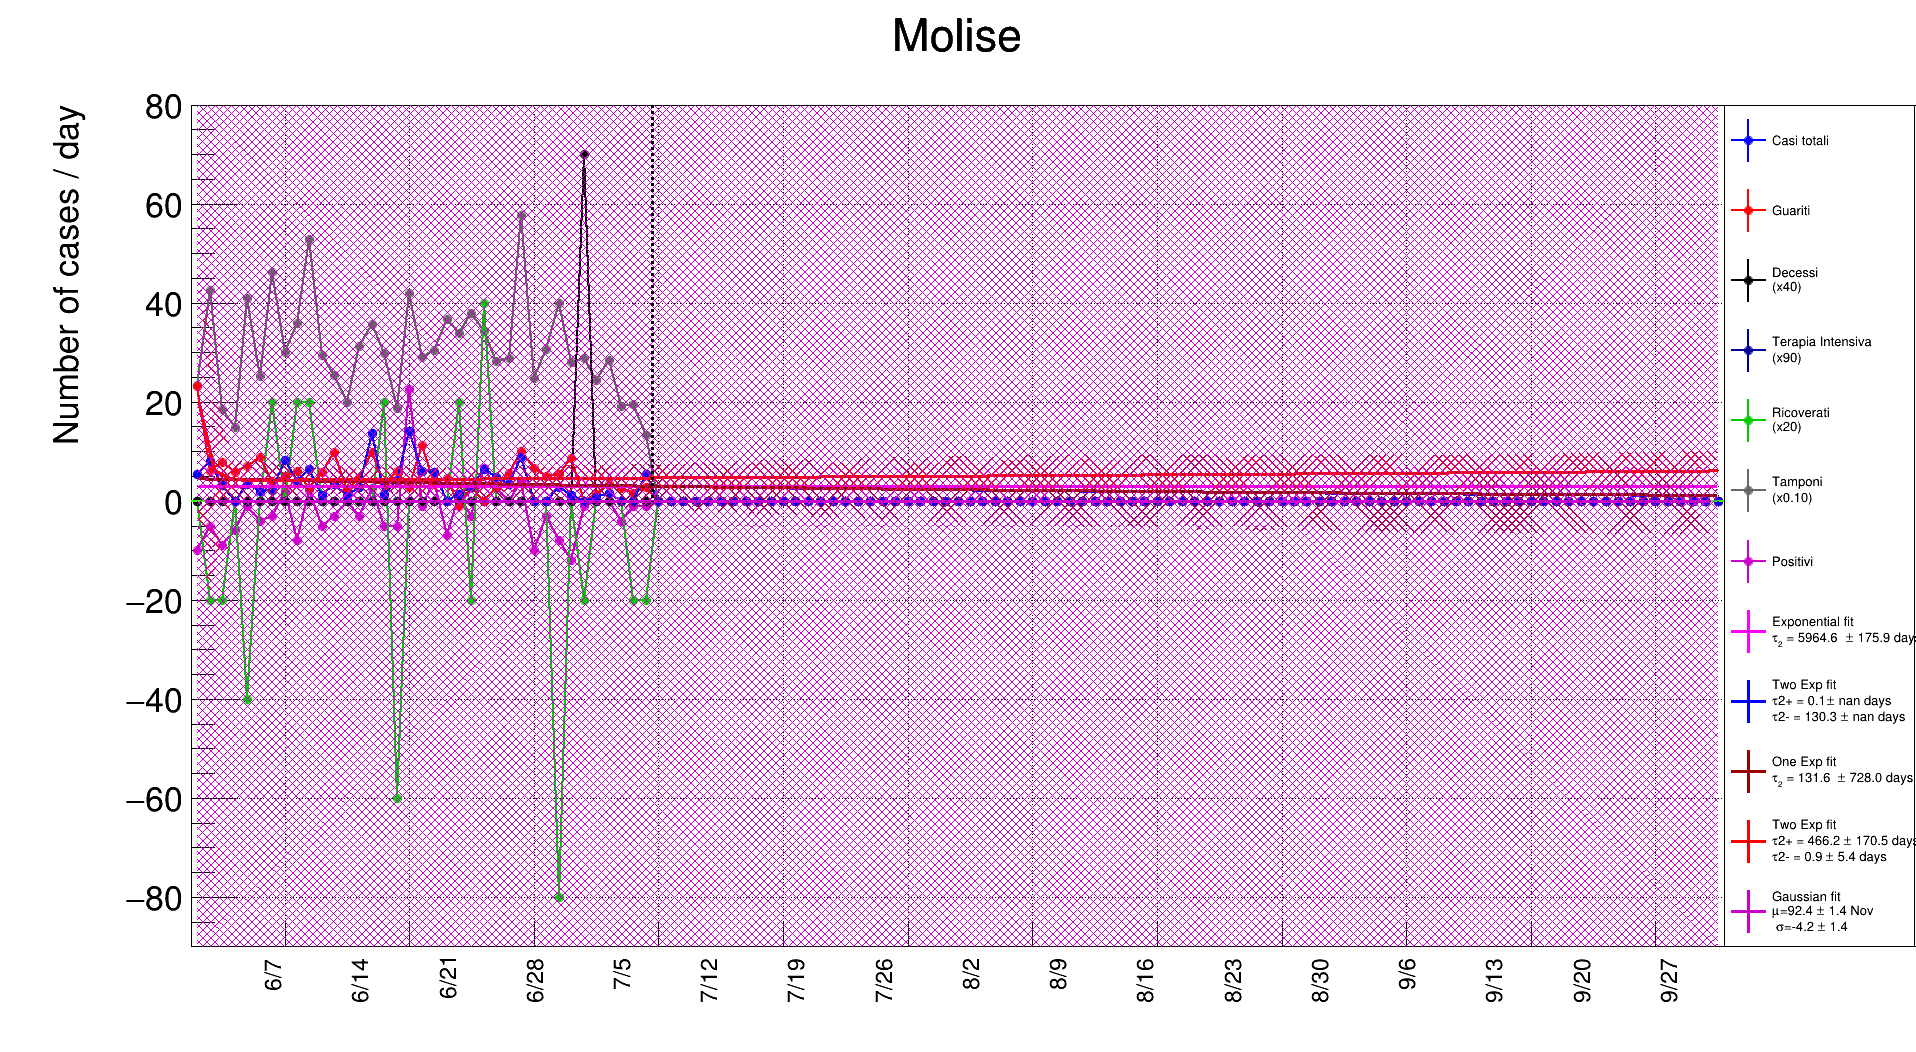 Molise
Number of cases / day
80
60
40
20
0
−20
−40
−60
−80
6/7
6/14
6/21
6/28
7/5
7/12
7/19
7/26
8/2
8/9
8/16
8/23
8/30
9/6
9/13
9/20
9/27
Casi totali
Guariti
Decessi
(x40)
Terapia Intensiva
(x90)
Ricoverati
(x20)
Tamponi
(x0.10)
Positivi
Exponential fit
τ₂ = 5964.6 ± 175.9 days
Two Exp fit
τ2+ = 0.1± nan days
τ2- = 130.3 ± nan days
One Exp fit
τ₂ = 131.6 ± 728.0 days
Two Exp fit
τ2+ = 466.2 ± 170.5 days
τ2- = 0.9 ± 5.4 days
Gaussian fit
μ=92.4 ± 1.4 Nov
σ=-4.2 ± 1.4